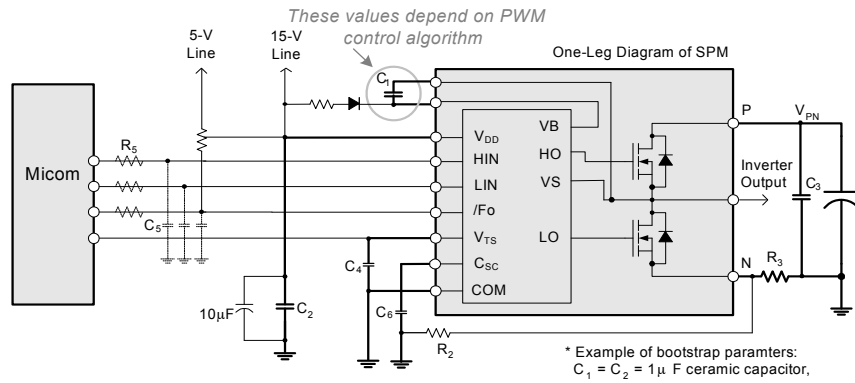 These values depend on PWM
control algorithm
5-V
Line
15-V
Line
One-Leg Diagram of SPM
C1
P
VPN
VB
VDD
R5
HIN
HO
Micom
LIN
VS
Inverter
Output
C3
/Fo
C5
VTS
LO
CSC
N
R3
C4
COM
10μF
C2
C6
R2
* Example of bootstrap paramters:
C1 = C2 = 1μ F ceramic capacitor,